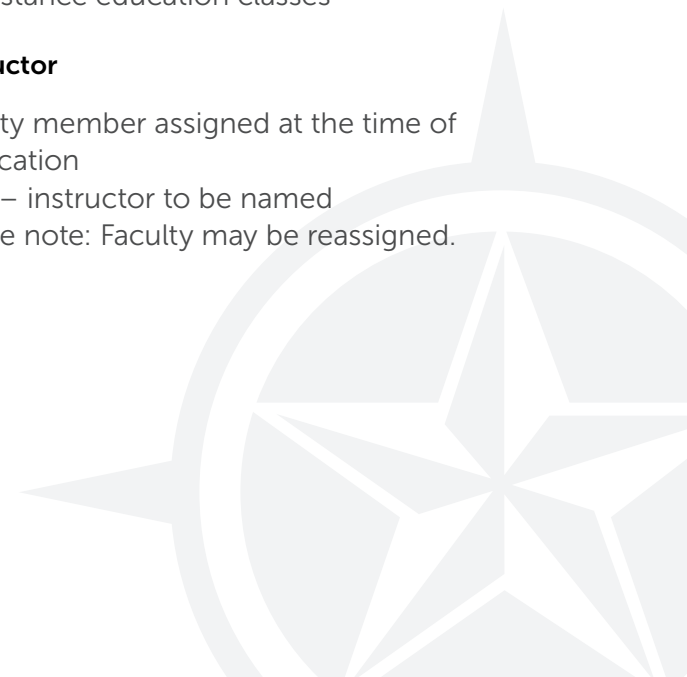 stance education classes
uctor
ty member assigned at the time of
cation
– instructor to be named
e note: Faculty may be reassigned.